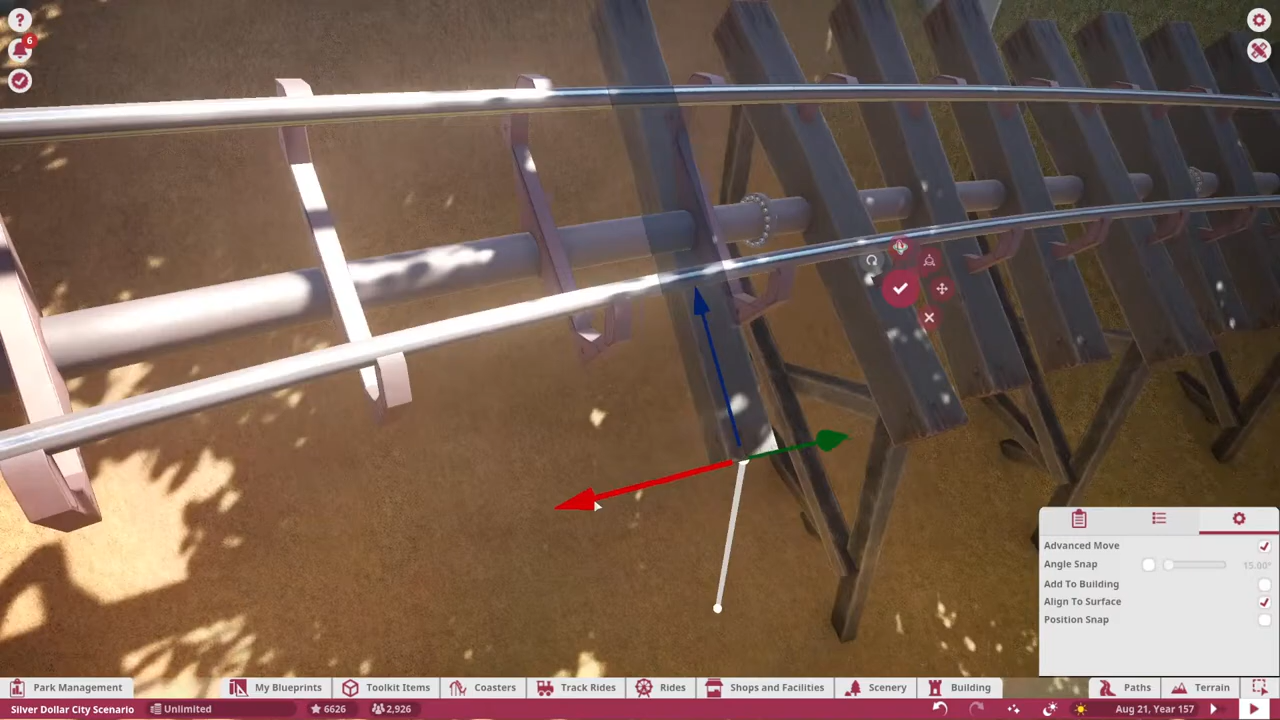 ?
6
Advanced Move
Angle Snap 15.00°
Add To Building
Align To Surface
Position Snap
Park Management My Blueprints Toolkit Items Coasters Track Rides Rides Shops and Facilities Scenery Building Paths Terrain
Silver Dollar City Scenario Unlimited 6626 2,926 Aug 21, Year 157